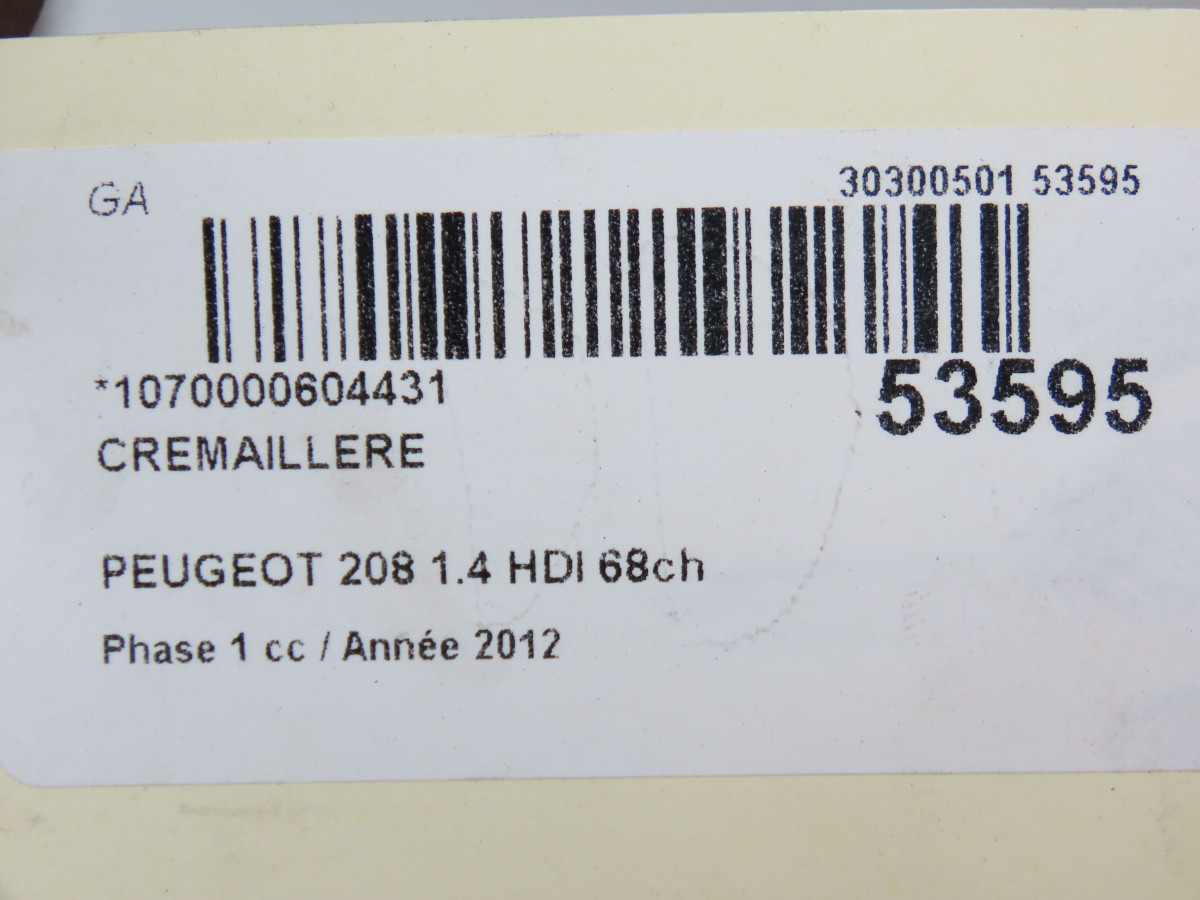 GA
30300501 53595
*1070000604431
53595
CREMAILLERE
PEUGEOT 208 1.4 HDI 68ch
Phase 1 cc / Année 2012